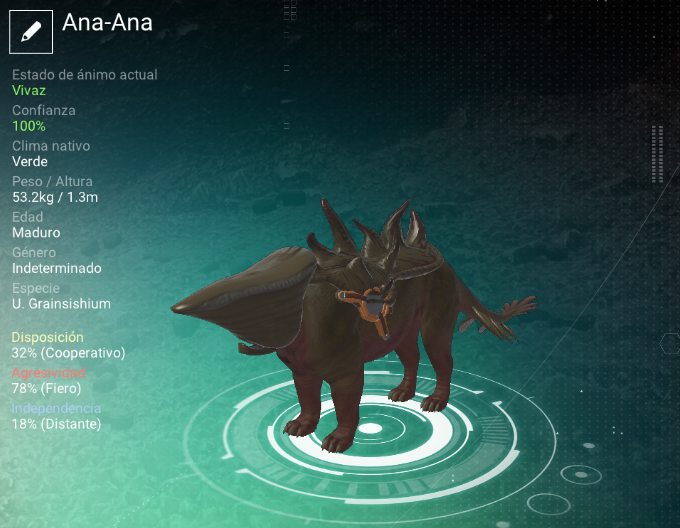 Ana-Ana
Estado de ánimo actual
Vivaz
Confianza
100%
Clima nativo
Verde
Peso / Altura
53.2kg / 1.3m
Edad
Maduro
Género
Indeterminado
Especie
U. Grainsishium
Disposición
32% (Cooperativo)
Agresividad
78% (Fiero)
Independencia
18% (Distante)